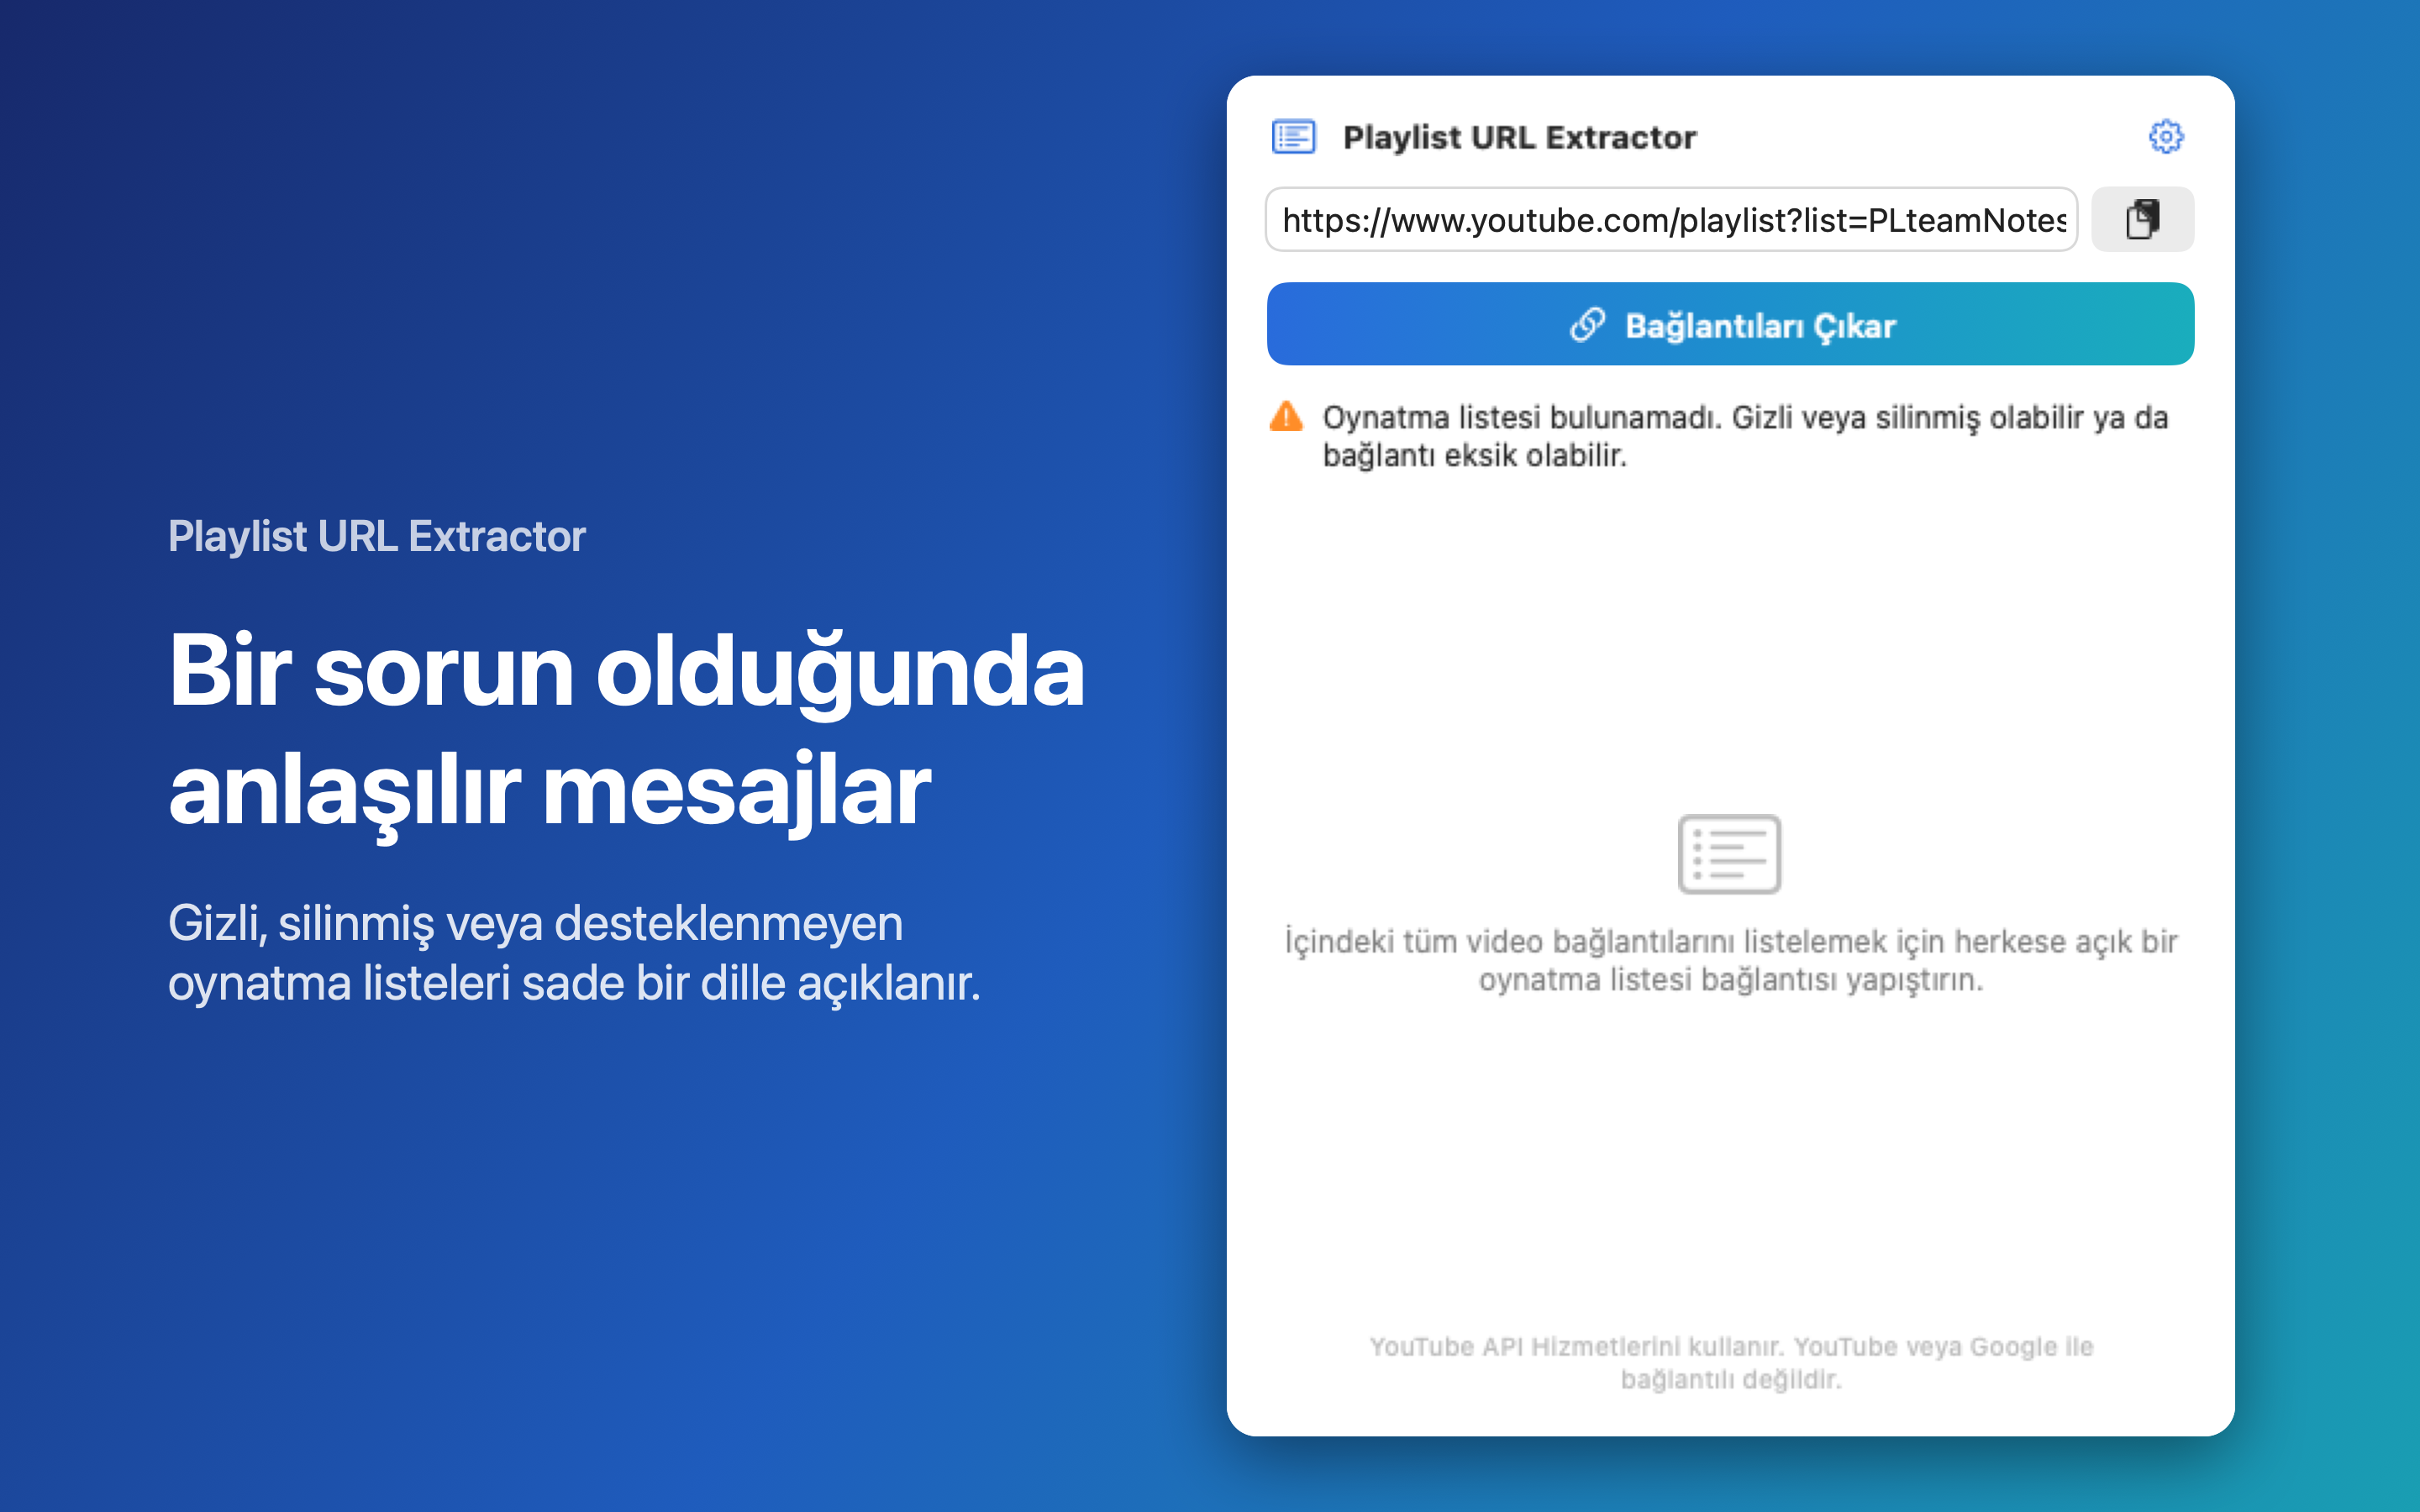 Playlist URL Extractor
Bir sorun olduğunda
anlaşılır mesajlar
Gizli, silinmiş veya desteklenmeyen
oynatma listeleri sade bir dille açıklanır.
Playlist URL Extractor
https://www.youtube.com/playlist?list=PLteamNotes
Bağlantıları Çıkar
Oynatma listesi bulunamadı. Gizli veya silinmiş olabilir ya da
bağlantı eksik olabilir.
İçindeki tüm video bağlantılarını listelemek için herkese açık bir
oynatma listesi bağlantısı yapıştırın.
YouTube API Hizmetlerini kullanır. YouTube veya Google ile
bağlantılı değildir.